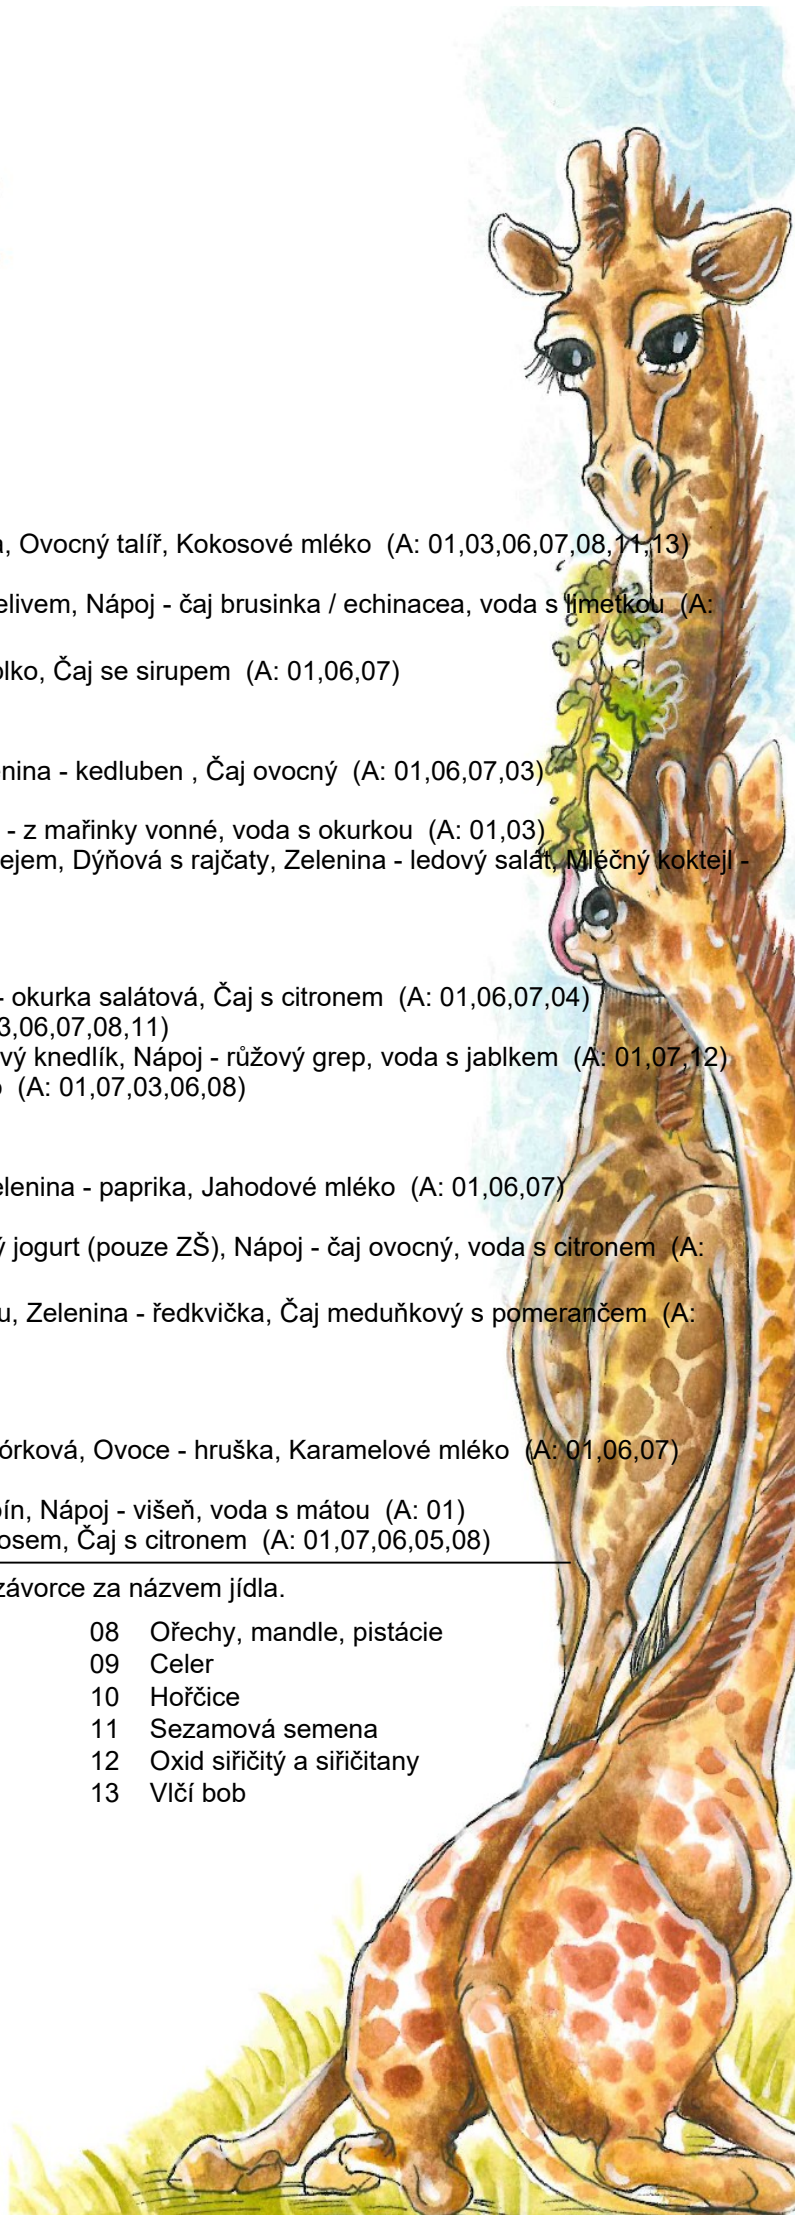 , Ovocný talíř, Kokosové mléko (A: 01,03,06,07,08,11,13)
elivem, Nápoj - čaj brusinka / echinacea, voda s limetkou (A:
lko, Čaj se sirupem (A: 01,06,07)
nina - kedluben , Čaj ovocný (A: 01,06,07,03)
- z mařinky vonné, voda s okurkou (A: 01,03)
ejem, Dýňová s rajčaty, Zelenina - ledový salát, Mléčný koktejl -
- okurka salátová, Čaj s citronem (A: 01,06,07,04)
3,06,07,08,11)
vý knedlík, Nápoj - růžový grep, voda s jablkem (A: 01,07,12)
(A: 01,07,03,06,08)
elenina - paprika, Jahodové mléko (A: 01,06,07)
ý jogurt (pouze ZŠ), Nápoj - čaj ovocný, voda s citronem (A:
u, Zelenina - ředkvička, Čaj meduňkový s pomerančem (A:
órková, Ovoce - hruška, Karamelové mléko (A: 01,06,07)
ín, Nápoj - višeň, voda s mátou (A: 01)
osem, Čaj s citronem (A: 01,07,06,05,08)
závorce za názvem jídla.
08 Ořechy, mandle, pistácie
09 Celer
10 Hořčice
11 Sezamová semena
12 Oxid siřičitý a siřičitany
13 Vlčí bob